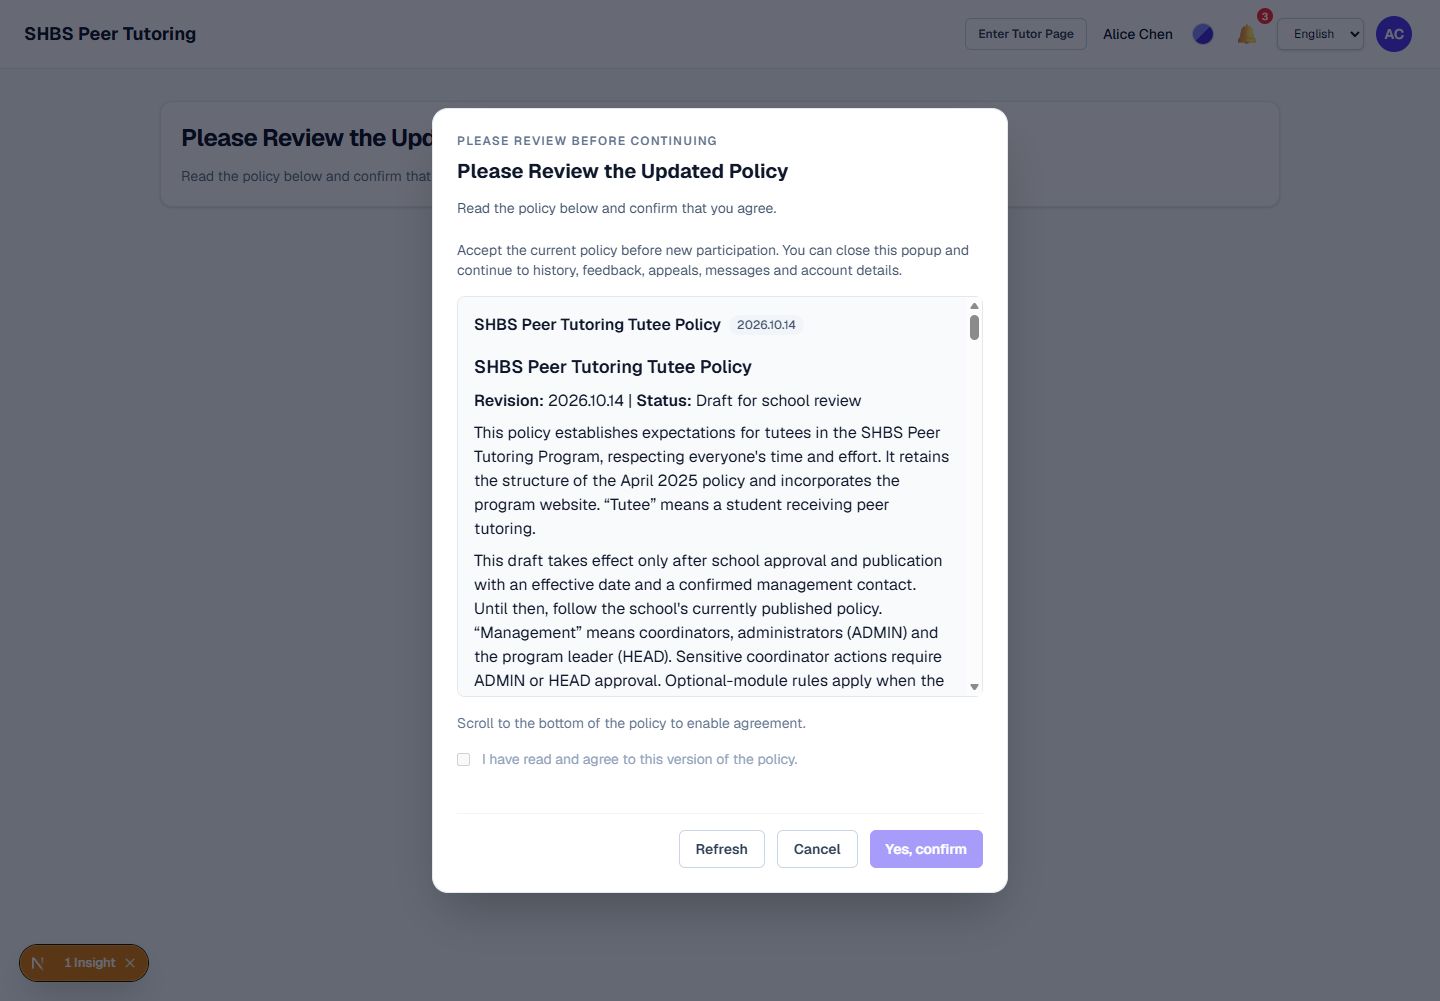 SHBS Peer Tutoring
Enter Tutor Page
Alice Chen
3
English
AC
Please Review the Upd
Read the policy below and confirm that
PLEASE REVIEW BEFORE CONTINUING
Please Review the Updated Policy
Read the policy below and confirm that you agree.
Accept the current policy before new participation. You can close this popup and
continue to history, feedback, appeals, messages and account details.
SHBS Peer Tutoring Tutee Policy 2026.10.14
SHBS Peer Tutoring Tutee Policy
Revision: 2026.10.14 | Status: Draft for school review
This policy establishes expectations for tutees in the SHBS Peer
Tutoring Program, respecting everyone's time and effort. It retains
the structure of the April 2025 policy and incorporates the
program website. “Tutee” means a student receiving peer
tutoring.
This draft takes effect only after school approval and publication
with an effective date and a confirmed management contact.
Until then, follow the school's currently published policy.
“Management” means coordinators, administrators (ADMIN) and
the program leader (HEAD). Sensitive coordinator actions require
ADMIN or HEAD approval. Optional-module rules apply when the
Scroll to the bottom of the policy to enable agreement.
I have read and agree to this version of the policy.
Refresh
Cancel
Yes, confirm
N
1 Insight